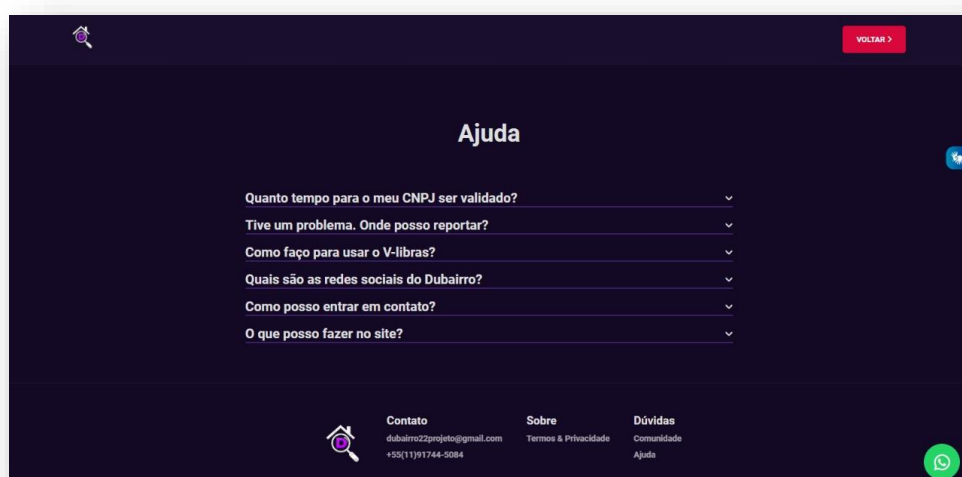 VOLTAR >
Ajuda
Quanto tempo para o meu CNPJ ser validado?
Tive um problema. Onde posso reportar?
Como faço para usar o V-libras?
Quais são as redes sociais do Dubairro?
Como posso entrar em contato?
O que posso fazer no site?
D
Contato
dubairro22projeto@gmail.com
+55(11)91744-5084
Sobre
Termos & Privacidade
Dúvidas
Comunidade
Ajuda